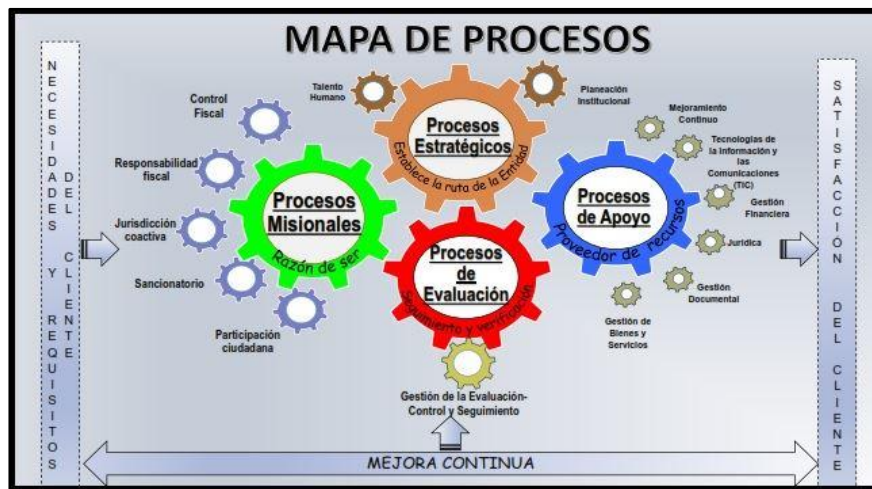 MAPA DE PROCESOS
NECESIDADES Y REQUISITOS
DEL CLIENTE
Talento
Humano
Control
Fiscal
Responsabilidad
fiscal
Jurisdicción
coactiva
Sancionatorio
Participación
ciudadana
Procesos
Misionales
Razón de ser
Procesos
Estratégicos
Establece la ruta de la Entidad
Planeación
Institucional
Procesos
de
Evaluación
Seguimiento y verificación
Gestión de la Evaluación-
Control y Seguimiento
Procesos
de Apoyo
Proveedor de recursos
Mejoramiento
Continuo
Tecnologías de
la Información y
las
Comunicaciones
(TIC)
Gestión
Financiera
Jurídica
Gestión
Documental
Gestión de
Bienes y
Servicios
SATISFACCIÓN DEL CLIENTE
MEJORA CONTINUA